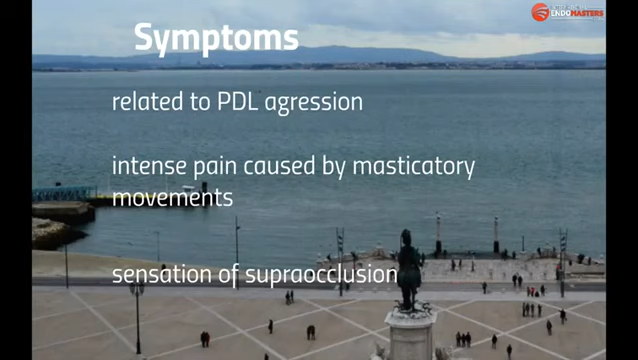 Symptoms
related to PDL agression
intense pain caused by masticatory
movements
sensation of supraocclusion
ENDOMASTERS